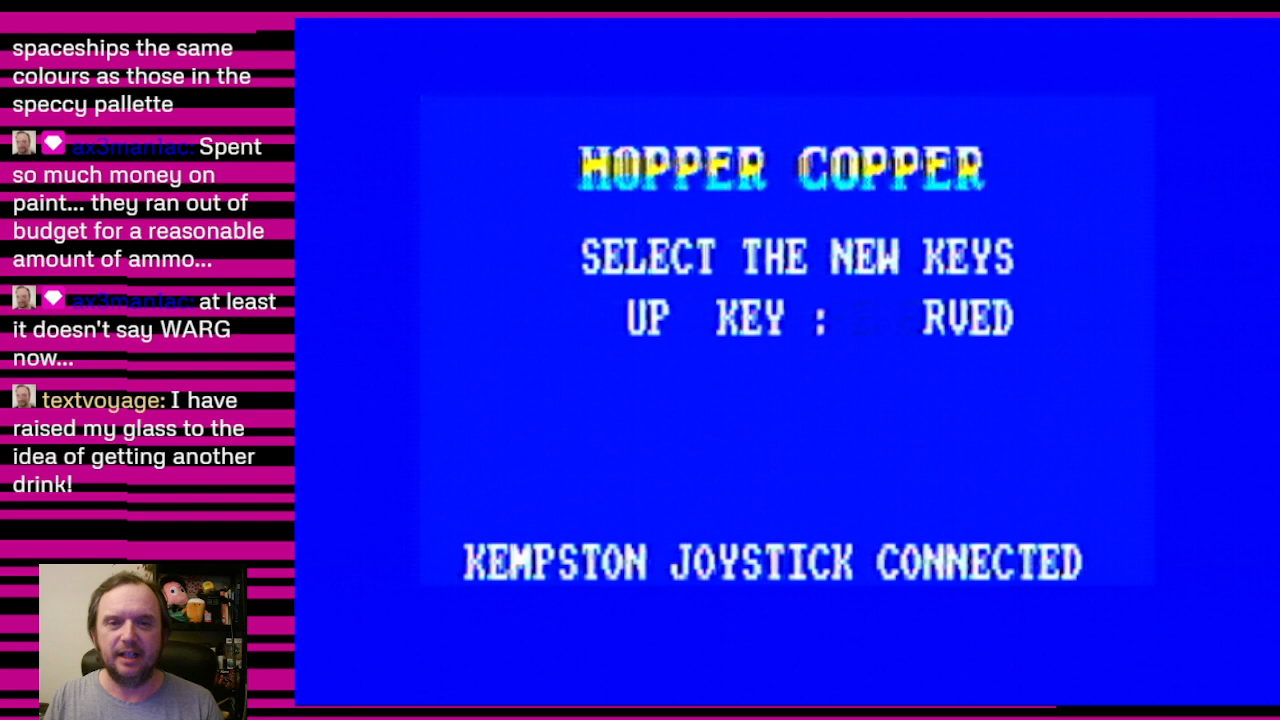 spaceships the same
colours as those in the
speccy pallette
ax3man1ac: Spent
so much money on
paint... they ran out of
budget for a reasonable
amount of ammo...
ax3man1ac: at least
it doesn't say WARG
now...
textvoyage: I have
raised my glass to the
idea of getting another
drink!
HOPPER COPPER
SELECT THE NEW KEYS
UP KEY : RVED
KEMPSTON JOYSTICK CONNECTED